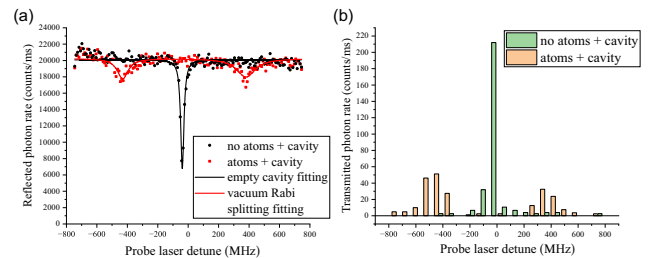 (a)
24000
22000
20000
18000
16000
14000
12000
10000
8000
6000
4000
2000
0
Reflected photon rate (counts/ms)
−800 −600 −400 −200 0 200 400 600 800
Probe laser detune (MHz)
no atoms + cavity
atoms + cavity
empty cavity fitting
vacuum Rabi
splitting fitting
(b)
220
200
180
160
140
120
100
80
60
40
20
0
Transmitted photon rate (counts/ms)
−800 −600 −400 −200 0 200 400 600 800
Probe laser detune (MHz)
no atoms + cavity
atoms + cavity